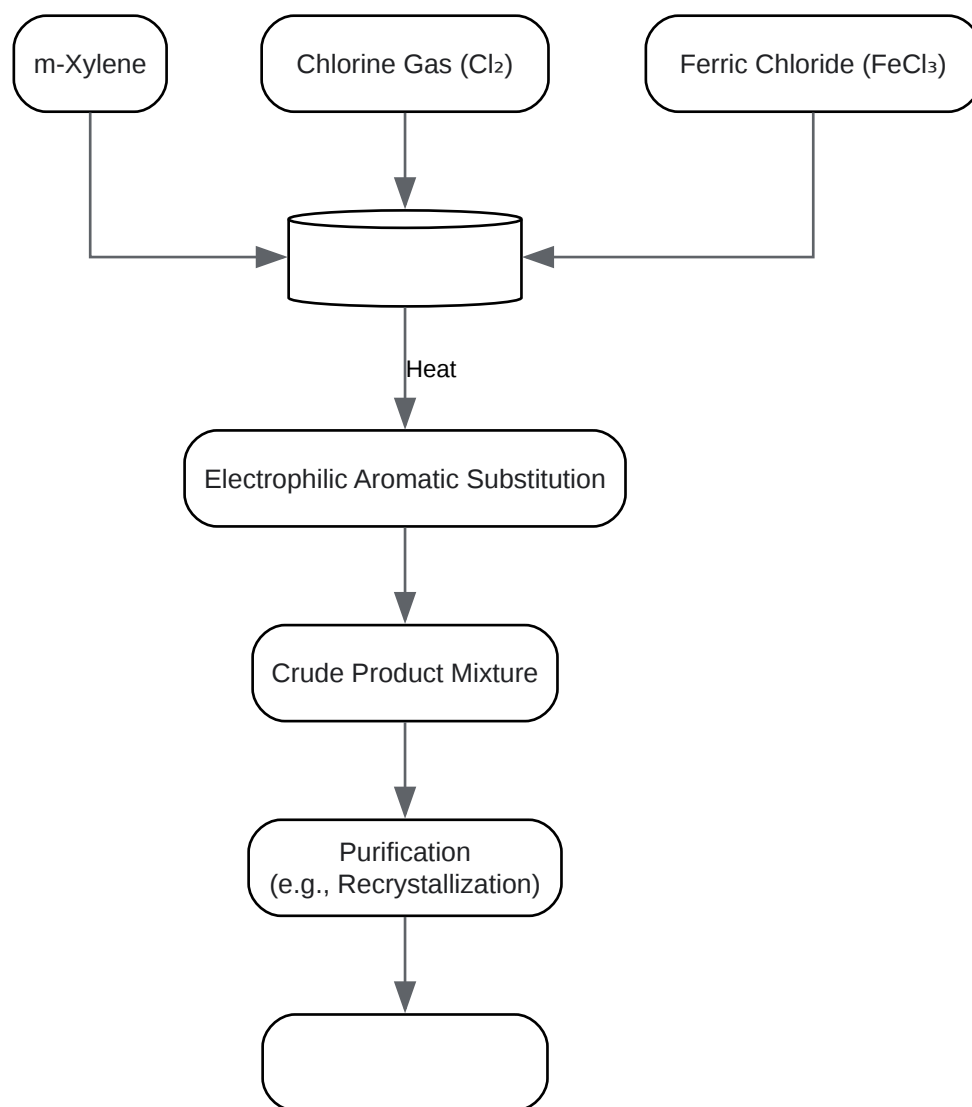 m-Xylene
Chlorine Gas (Cl₂)
Ferric Chloride (FeCl₃)
Heat
Electrophilic Aromatic Substitution
Crude Product Mixture
Purification
(e.g., Recrystallization)